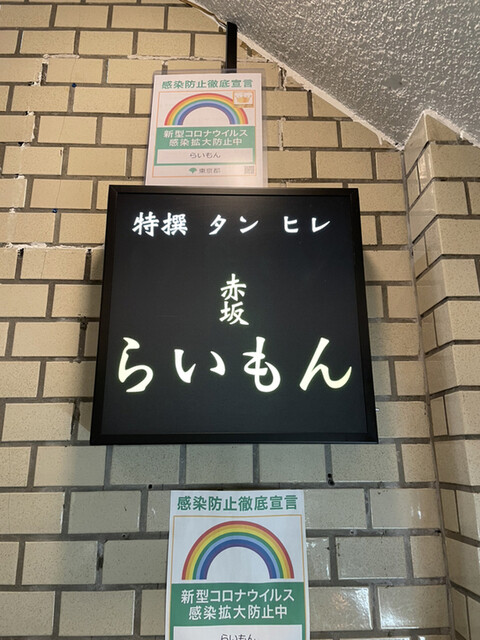 感染防止徹底宣言
新型コロナウイルス
感染拡大防止中
らいもん
東京都
特撰 タン ヒレ
赤坂
らいもん
感染防止徹底宣言
新型コロナウイルス
感染拡大防止中
らいもん